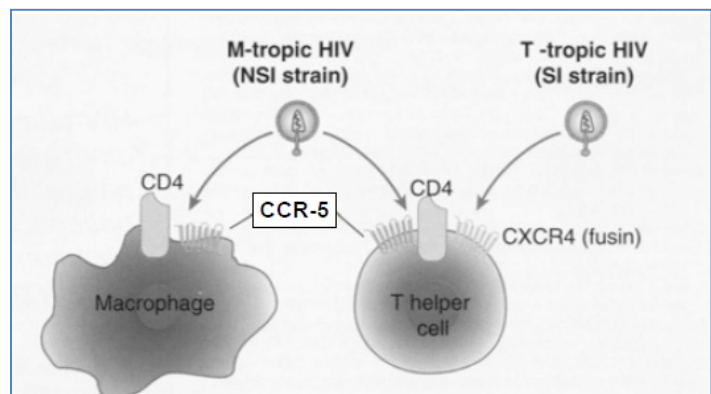 M-tropic HIV
(NSI strain)
T -tropic HIV
(SI strain)
CD4
CCR-5
CD4
CXCR4 (fusin)
Macrophage
T helper
cell